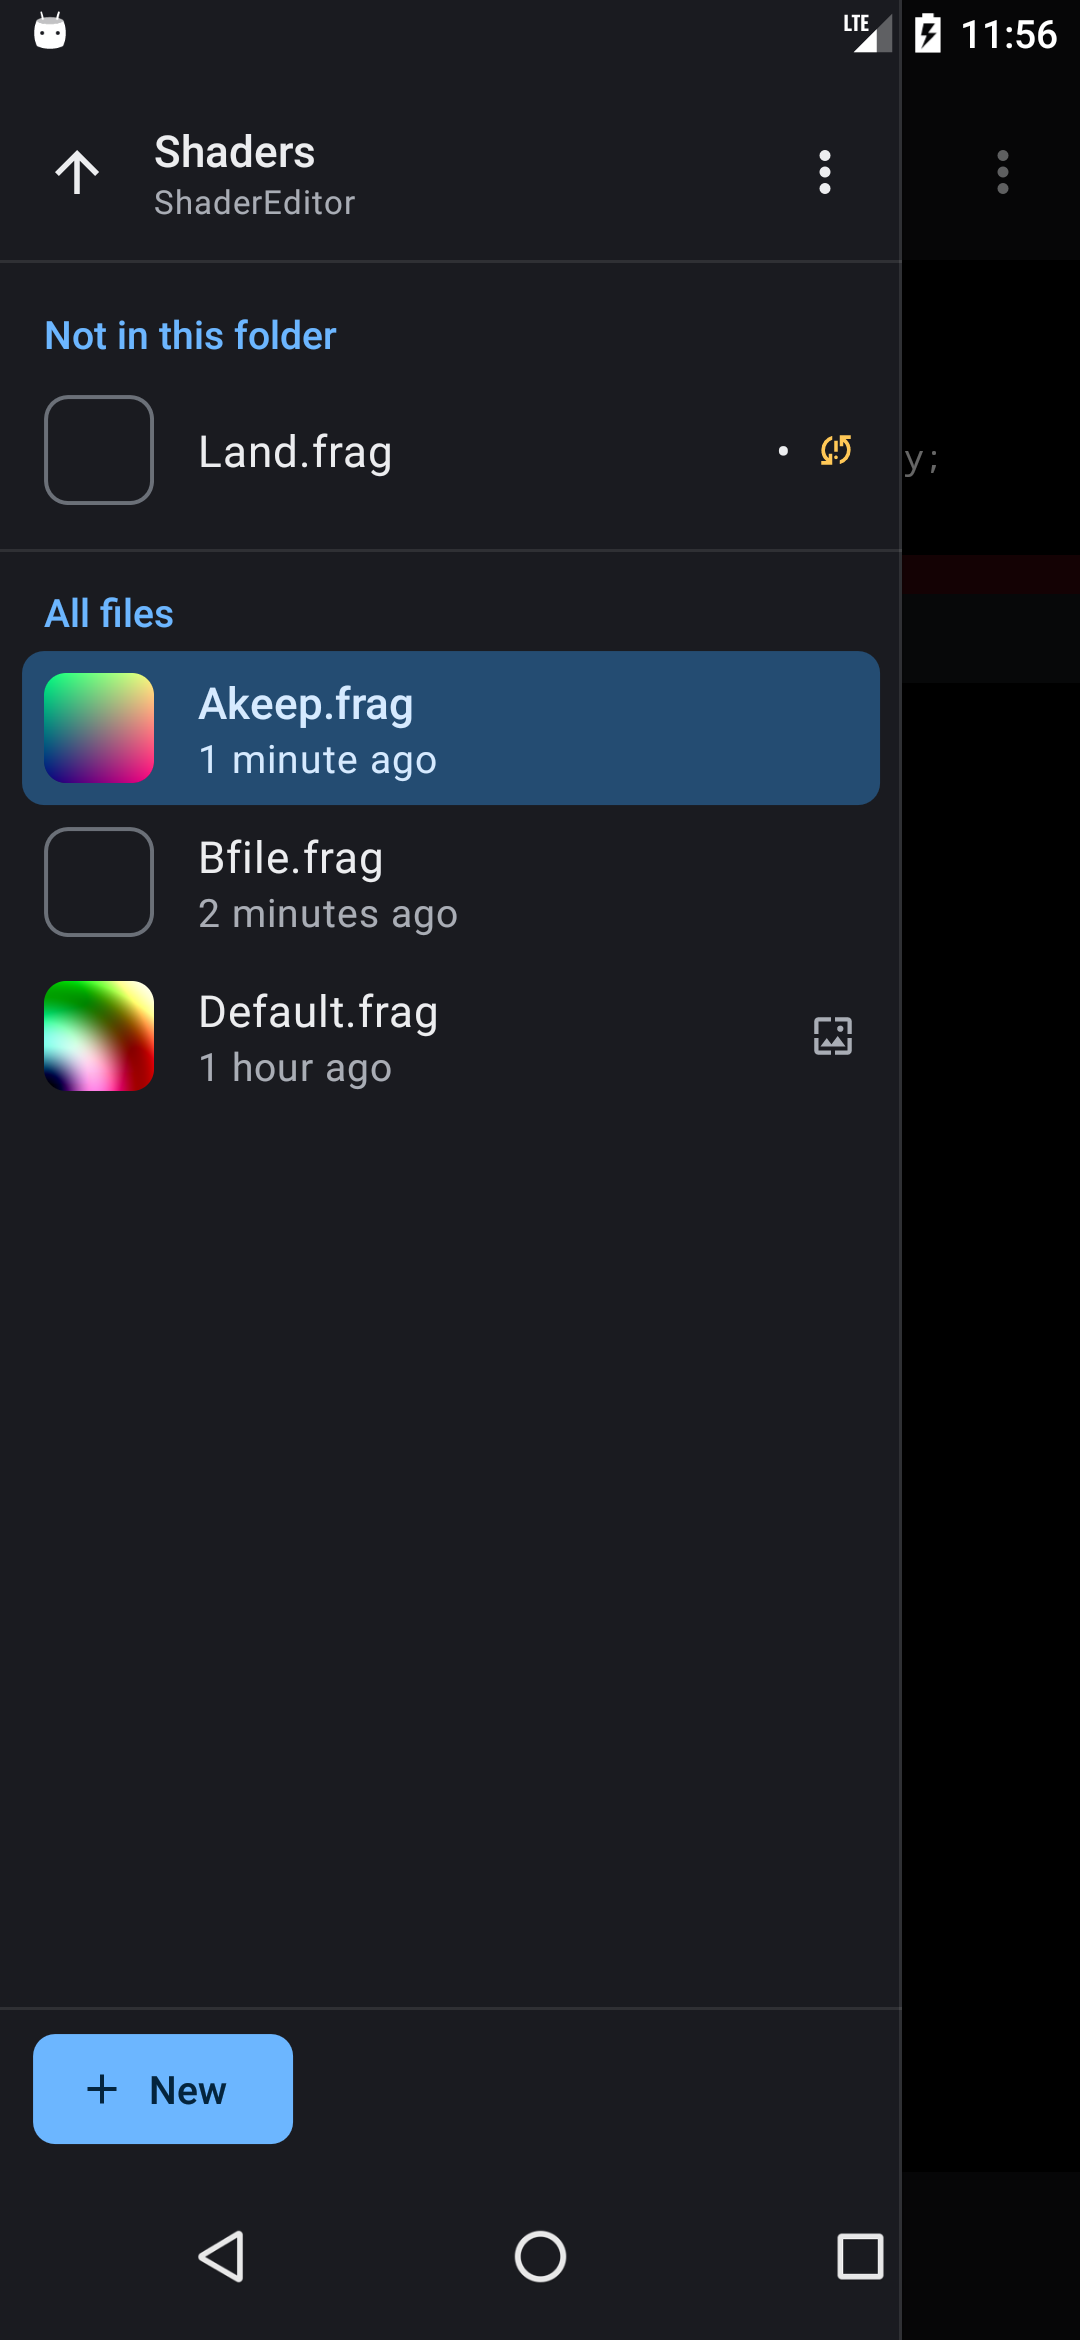 LTE 11:56
Shaders
ShaderEditor
Not in this folder
Land.frag
y;
All files
Akeep.frag
1 minute ago
Bfile.frag
2 minutes ago
Default.frag
1 hour ago
+ New